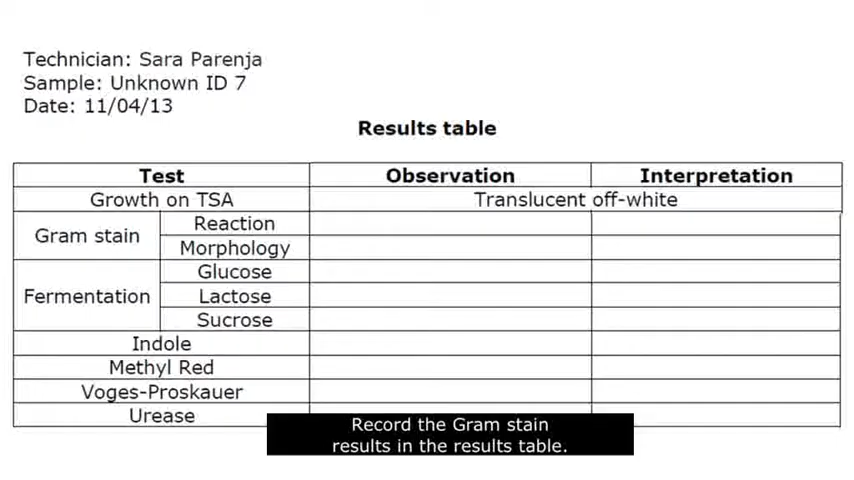 Technician: Sara Parenja
Sample: Unknown ID 7
Date: 11/04/13
Results table
Test Observation Interpretation
Growth on TSA Translucent off-white
Gram stain Reaction
Morphology
Fermentation Glucose
Lactose
Sucrose
Indole
Methyl Red
Voges-Proskauer
Urease
Record the Gram stain
results in the results table.